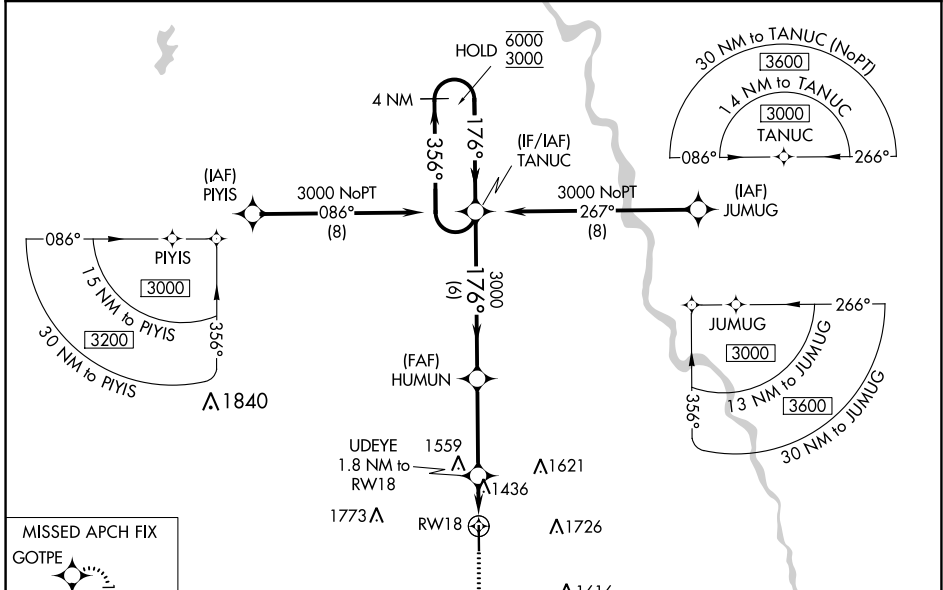 HOLD
6000
3000
4 NM
176°
356°
(IF/IAF)
TANUC
30 NM to TANUC (NoPT)
3600
14 NM to TANUC
3000
TANUC
086°
266°
(IAF)
PIYIS
3000 NoPT
086°
(8)
3000 NoPT
267°
(8)
(IAF)
JUMUG
086°
PIYIS
3000
15 NM to PIYIS
3200
30 NM to PIYIS
356°
1840
3000
176°
(6)
(FAF)
HUMUN
266°
JUMUG
3000
13 NM to JUMUG
3600
30 NM to JUMUG
356°
UDEYE
1.8 NM to
RW18
1559
1621
1436
1773
RW18
1726
MISSED APCH FIX
GOTPE
1616